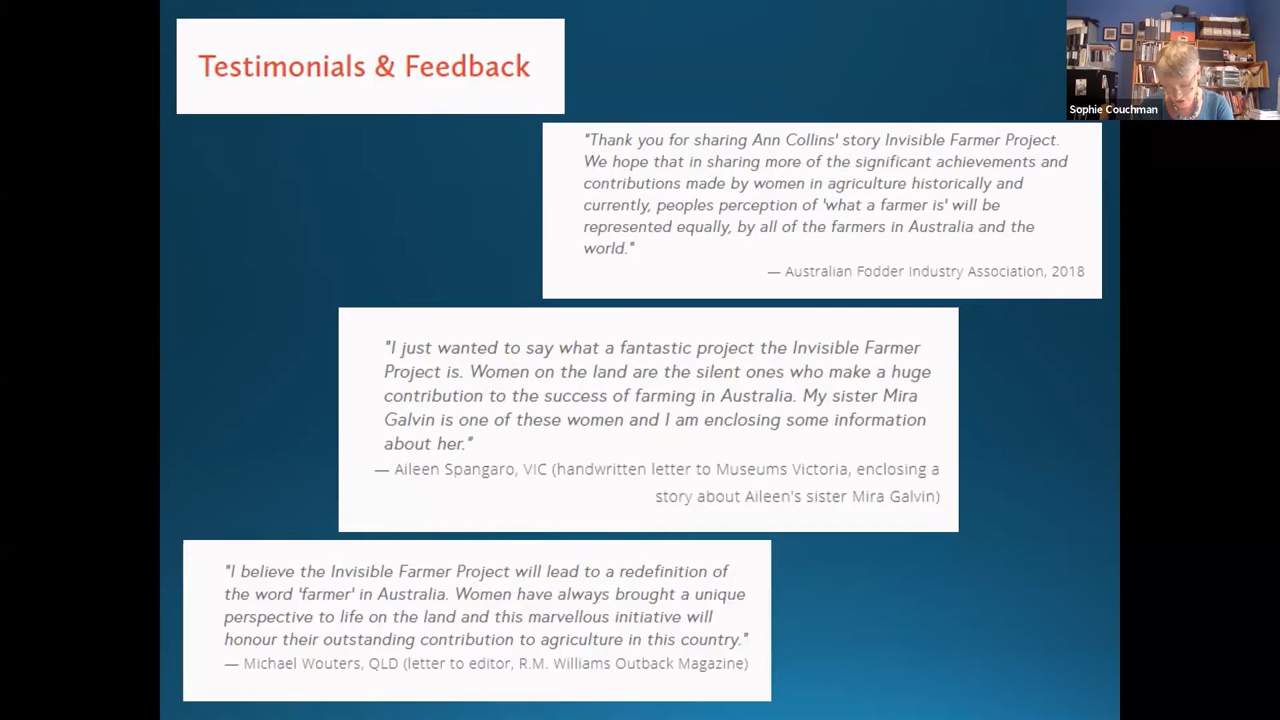 Testimonials & Feedback
Sophie Couchman
"Thank you for sharing Ann Collins' story Invisible Farmer Project.
We hope that in sharing more of the significant achievements and
contributions made by women in agriculture historically and
currently, peoples perception of 'what a farmer is' will be
represented equally, by all of the farmers in Australia and the
world."
— Australian Fodder Industry Association, 2018
"I just wanted to say what a fantastic project the Invisible Farmer
Project is. Women on the land are the silent ones who make a huge
contribution to the success of farming in Australia. My sister Mira
Galvin is one of these women and I am enclosing some information
about her."
— Aileen Spangaro, VIC (handwritten letter to Museums Victoria, enclosing a
story about Aileen's sister Mira Galvin)
"I believe the Invisible Farmer Project will lead to a redefinition of
the word 'farmer' in Australia. Women have always brought a unique
perspective to life on the land and this marvellous initiative will
honour their outstanding contribution to agriculture in this country."
— Michael Wouters, QLD (letter to editor, R.M. Williams Outback Magazine)